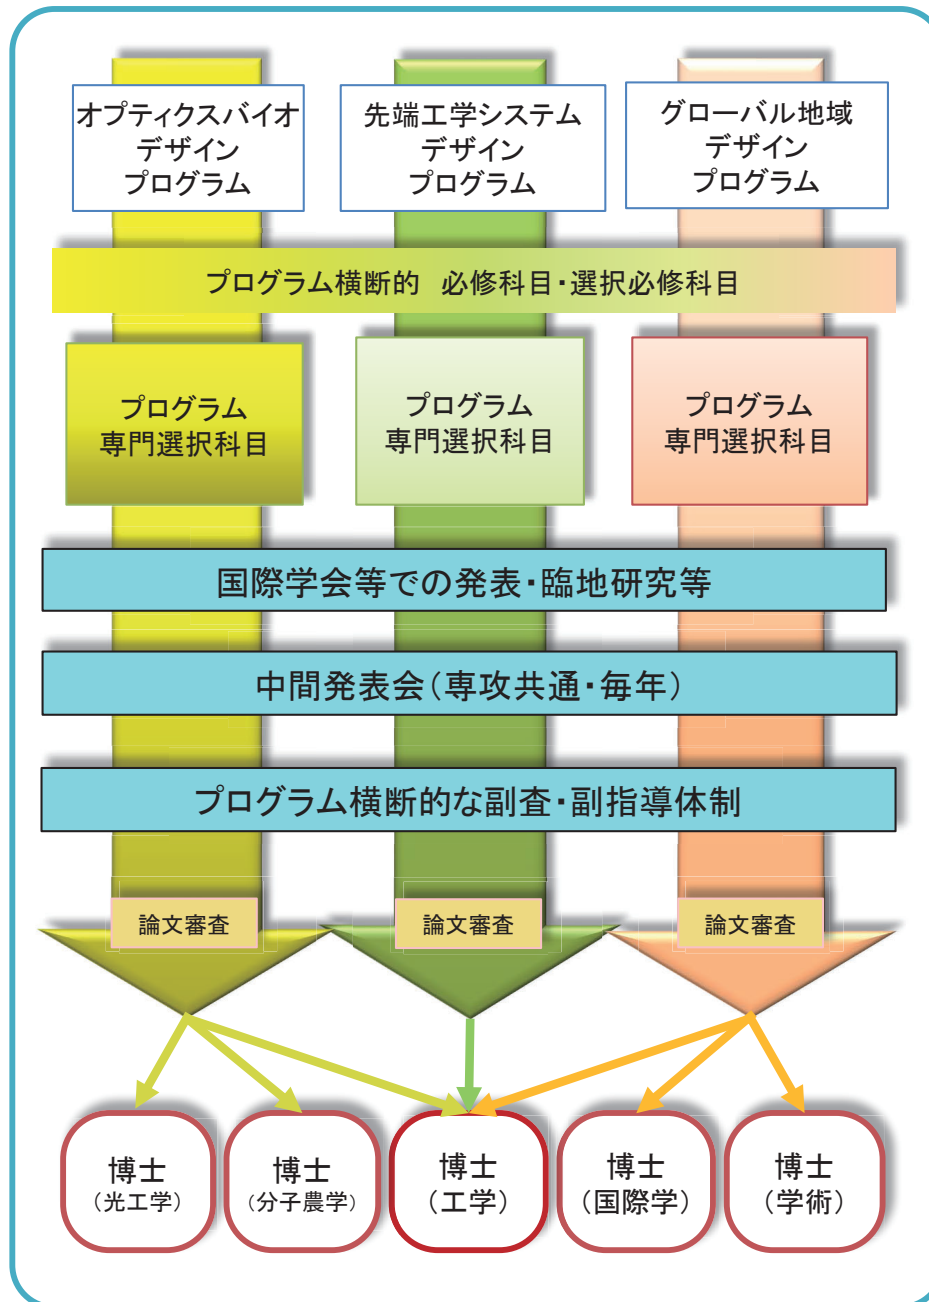 オプティクスバイオ
デザイン
プログラム
先端工学システム
デザイン
プログラム
グローバル地域
デザイン
プログラム
プログラム横断的　必修科目・選択必修科目
プログラム
専門選択科目
プログラム
専門選択科目
プログラム
専門選択科目
国際学会等での発表・臨地研究等
中間発表会（専攻共通・毎年）
プログラム横断的な副査・副指導体制
論文審査
論文審査
論文審査
博士
（光工学）
博士
（分子農学）
博士
（工学）
博士
（国際学）
博士
（学術）